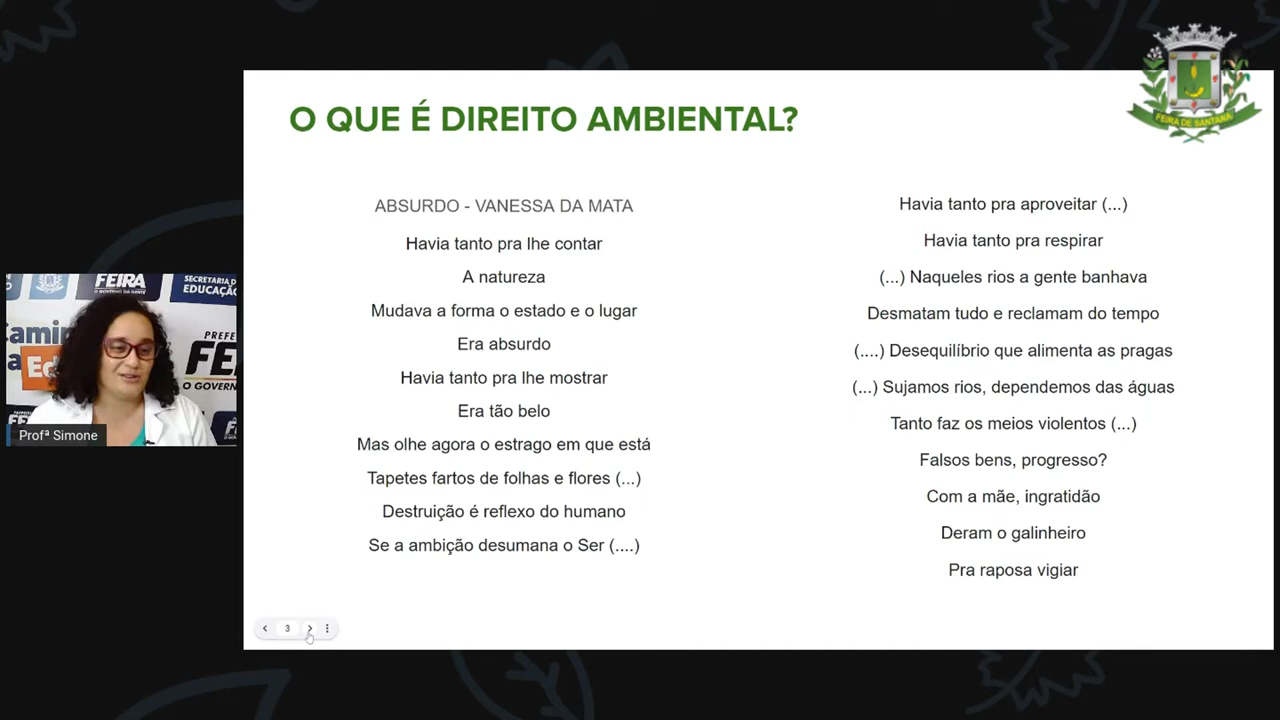 O QUE É DIREITO AMBIENTAL?
FEIRA DE SANTANA
ABSURDO - VANESSA DA MATA
Havia tanto pra lhe contar
A natureza
Mudava a forma o estado e o lugar
Era absurdo
Havia tanto pra lhe mostrar
Era tão belo
Mas olhe agora o estrago em que está
Tapetes fartos de folhas e flores (...)
Destruição é reflexo do humano
Se a ambição desumana o Ser (....)
Havia tanto pra aproveitar (...)
Havia tanto pra respirar
(...) Naqueles rios a gente banhava
Desmatam tudo e reclamam do tempo
(....) Desequilíbrio que alimenta as pragas
(...) Sujamos rios, dependemos das águas
Tanto faz os meios violentos (...)
Falsos bens, progresso?
Com a mãe, ingratidão
Deram o galinheiro
Pra raposa vigiar
3
FEIRA
SECRETARIA
EDUCAÇÃO
PREFE
FE
O GOVERN
Profª Simone